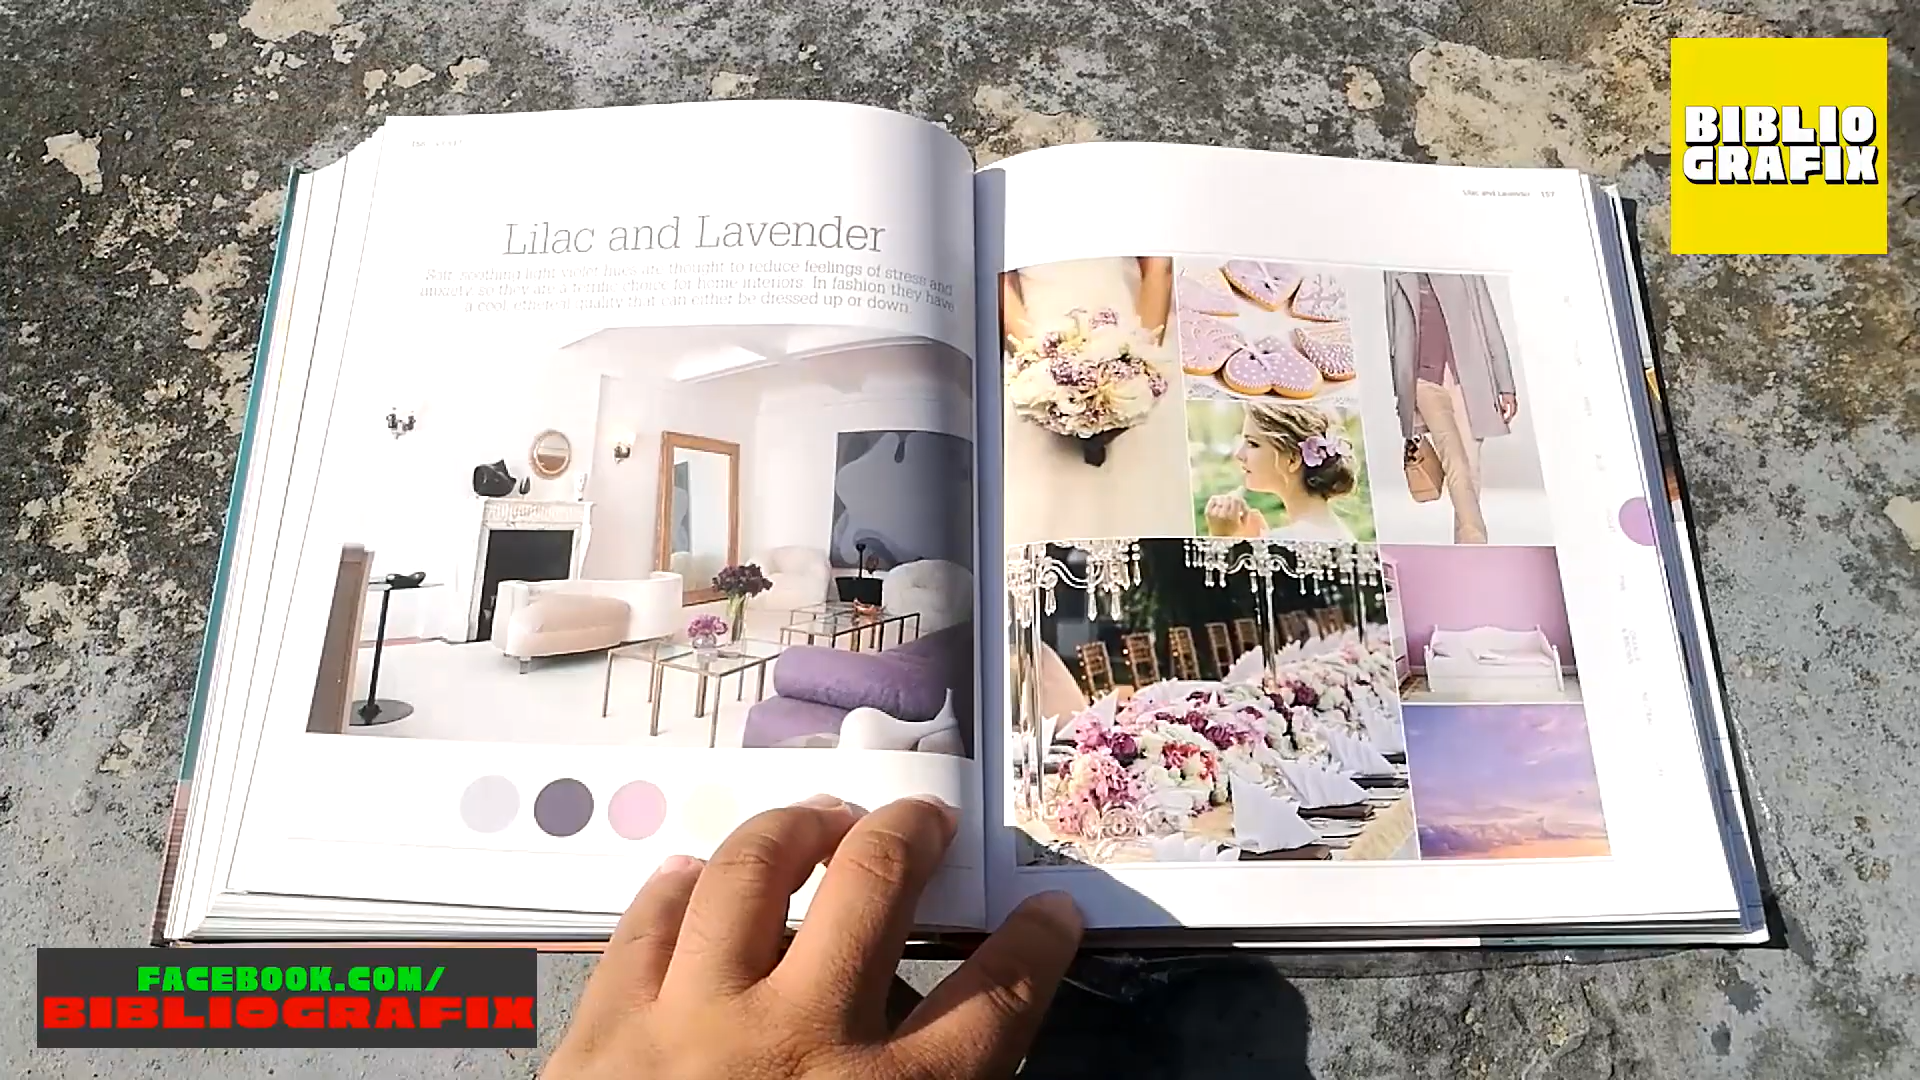 Lilac and Lavender 157
Lilac and Lavender
Soft, soothing light violet hues are thought to reduce feelings of stress and
anxiety, so they are a terrific choice for home interiors. In fashion they have
a cool, ethereal quality that can either be dressed up or down.
BIBLIO
GRAFIX
FACEBOOK.COM/
BIBLIOGRAFIX